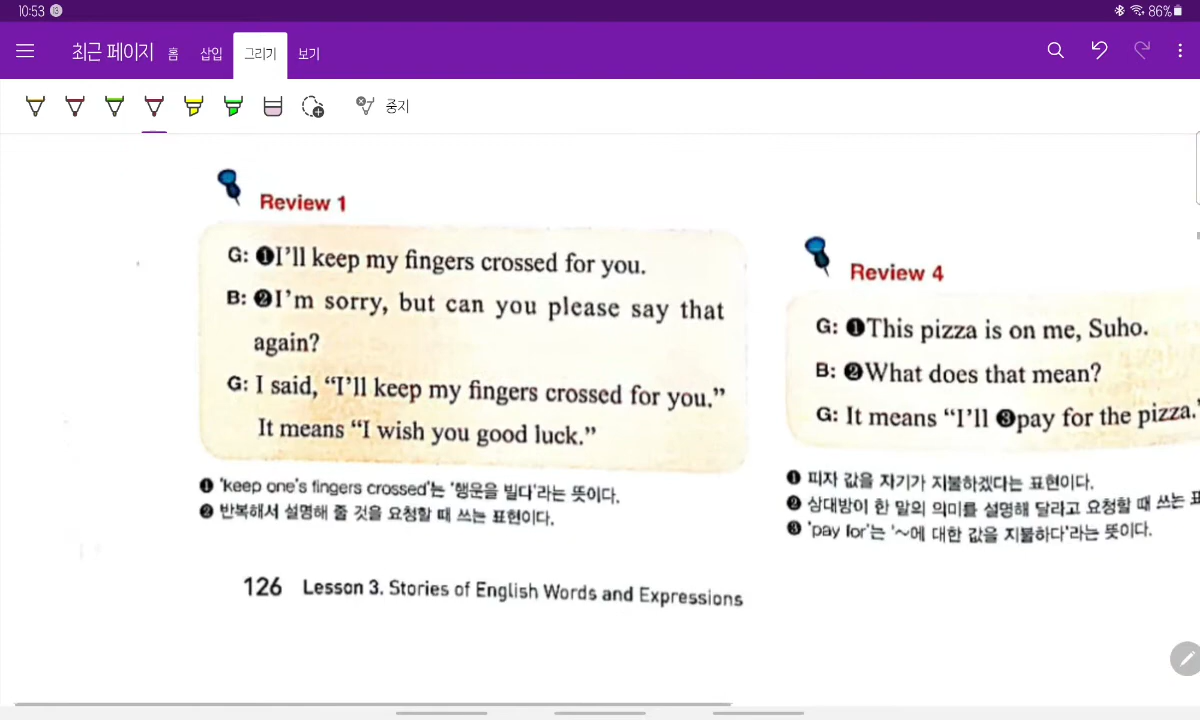 10:53
86%
최근 페이지
홈
삽입
그리기
보기
중지
Review 1
G: ❶I'll keep my fingers crossed for you.
B: ❷I'm sorry, but can you please say that
again?
G: I said, “I'll keep my fingers crossed for you.”
It means “I wish you good luck.”
❶ 'keep one's fingers crossed'는 '행운을 빌다'라는 뜻이다.
❷ 반복해서 설명해 줄 것을 요청할 때 쓰는 표현이다.
126 Lesson 3. Stories of English Words and Expressions
Review 4
G: ❶This pizza is on me, Suho.
B: ❷What does that mean?
G: It means “I'll ❸pay for the pizza.”
❶ 피자 값을 자기가 지불하겠다는 표현이다.
❷ 상대방이 한 말의 의미를 설명해 달라고 요청할 때 쓰는
❸ 'pay for'는 '~에 대한 값을 지불하다'라는 뜻이다.